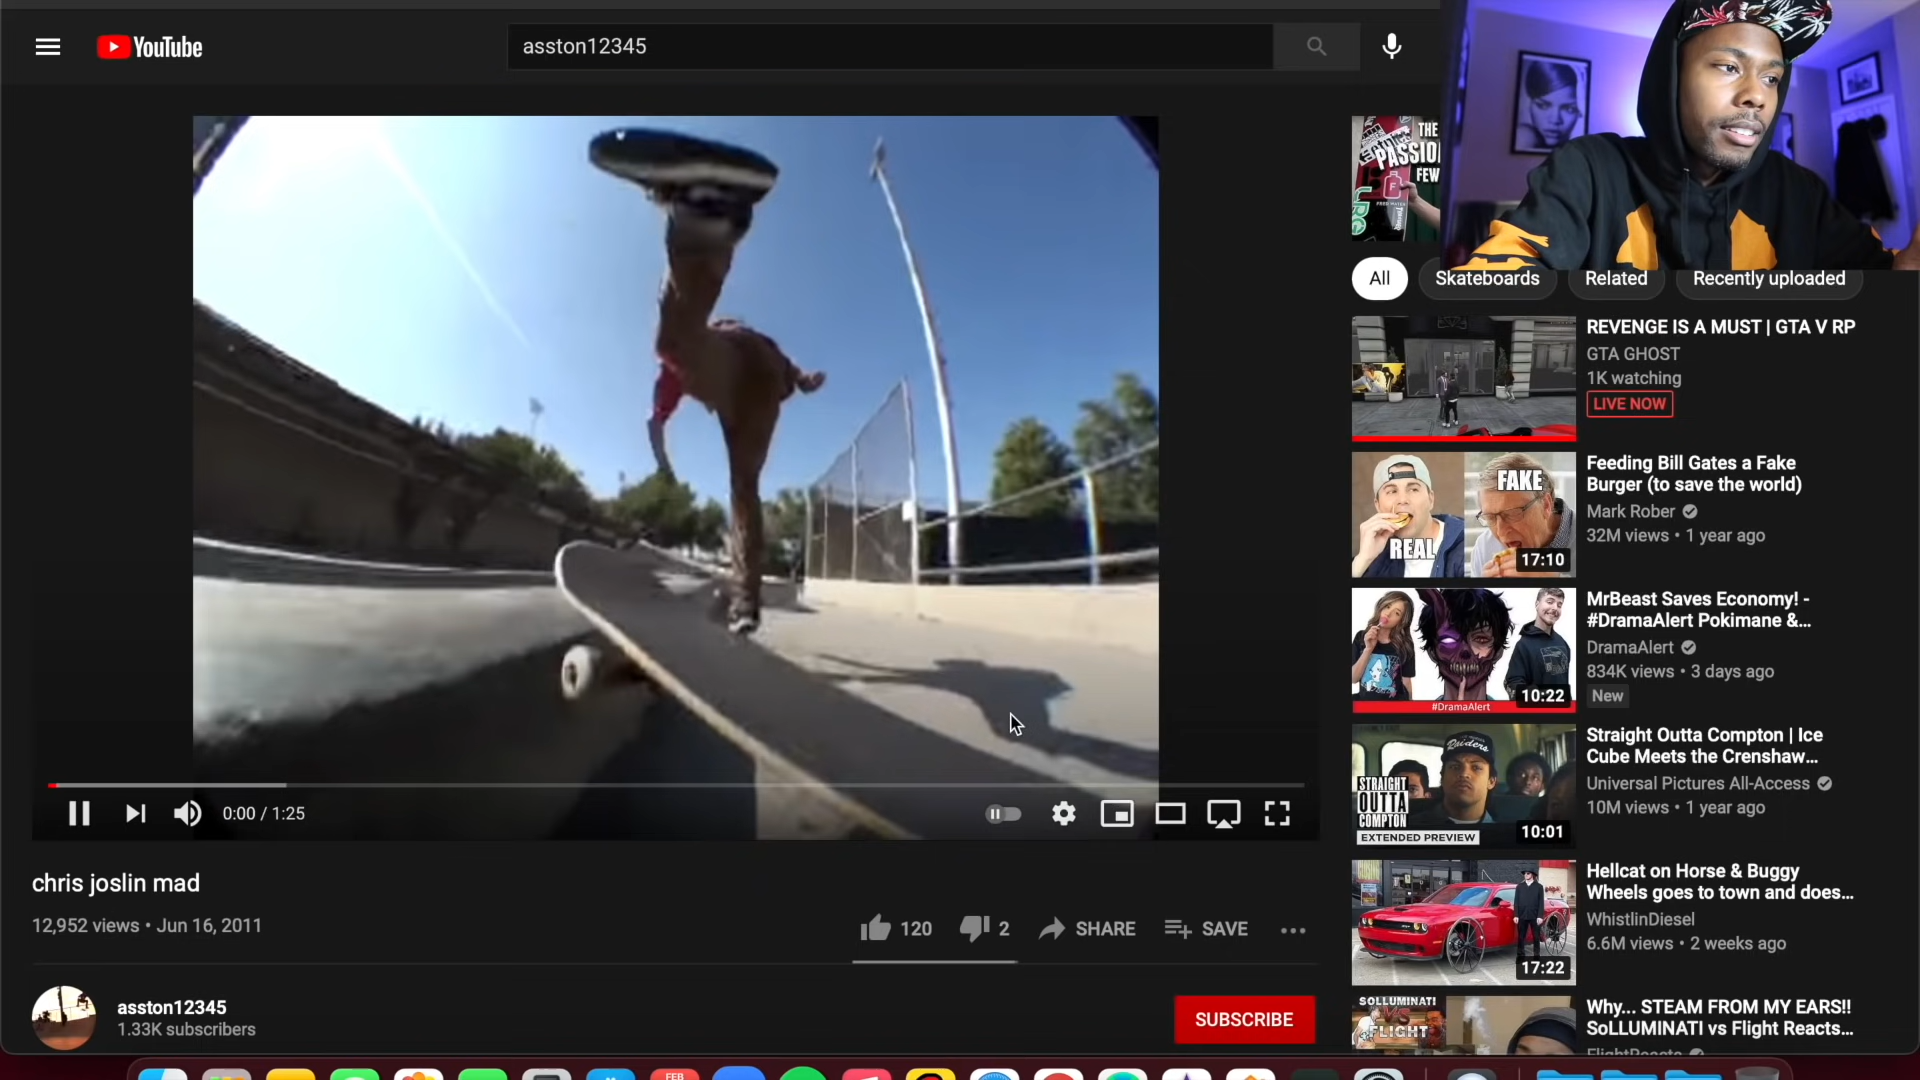 YouTube
asston12345
THE
PASSIO
FEW
All
Skateboards
Related
Recently uploaded
REVENGE IS A MUST | GTA V RP
GTA GHOST
1K watching
LIVE NOW
REAL
FAKE
17:10
Feeding Bill Gates a Fake
Burger (to save the world)
Mark Rober
32M views • 1 year ago
#DramaAlert
10:22
MrBeast Saves Economy! -
#DramaAlert Pokimane &...
DramaAlert
834K views • 3 days ago
New
Raiders
STRAIGHT
OUTTA
COMPTON
EXTENDED PREVIEW
10:01
Straight Outta Compton | Ice
Cube Meets the Crenshaw...
Universal Pictures All-Access
10M views • 1 year ago
17:22
Hellcat on Horse & Buggy
Wheels goes to town and does...
WhistlinDiesel
6.6M views • 2 weeks ago
SOLLUMINATI
VS
FLIGHT
Why... STEAM FROM MY EARS!!
SoLLUMINATI vs Flight Reacts...
FlightReacts
0:00 / 1:25
chris joslin mad
12,952 views • Jun 16, 2011
120
2
SHARE
SAVE
asston12345
1.33K subscribers
SUBSCRIBE
FEB